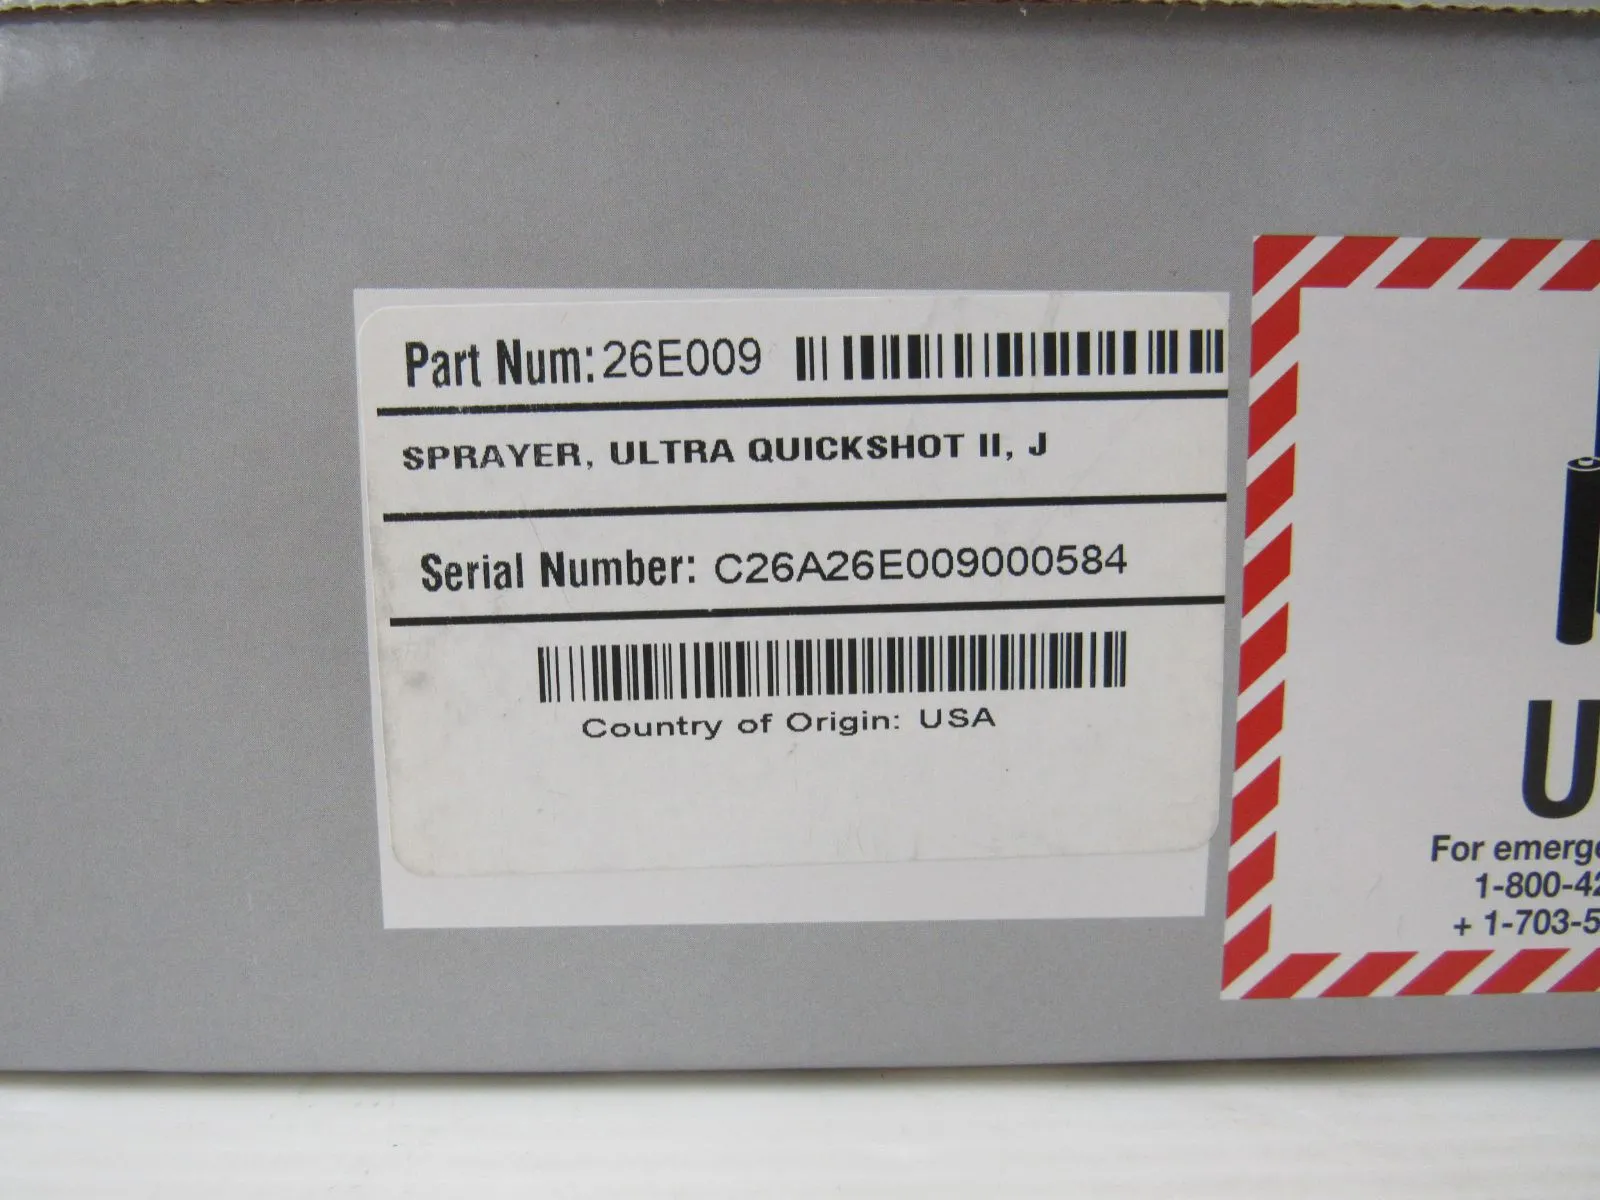 Part Num: 26E009
SPRAYER, ULTRA QUICKSHOT II, J
Serial Number: C26A26E009000584
Country of Origin: USA
U
For emerge
1-800-42
+ 1-703-5